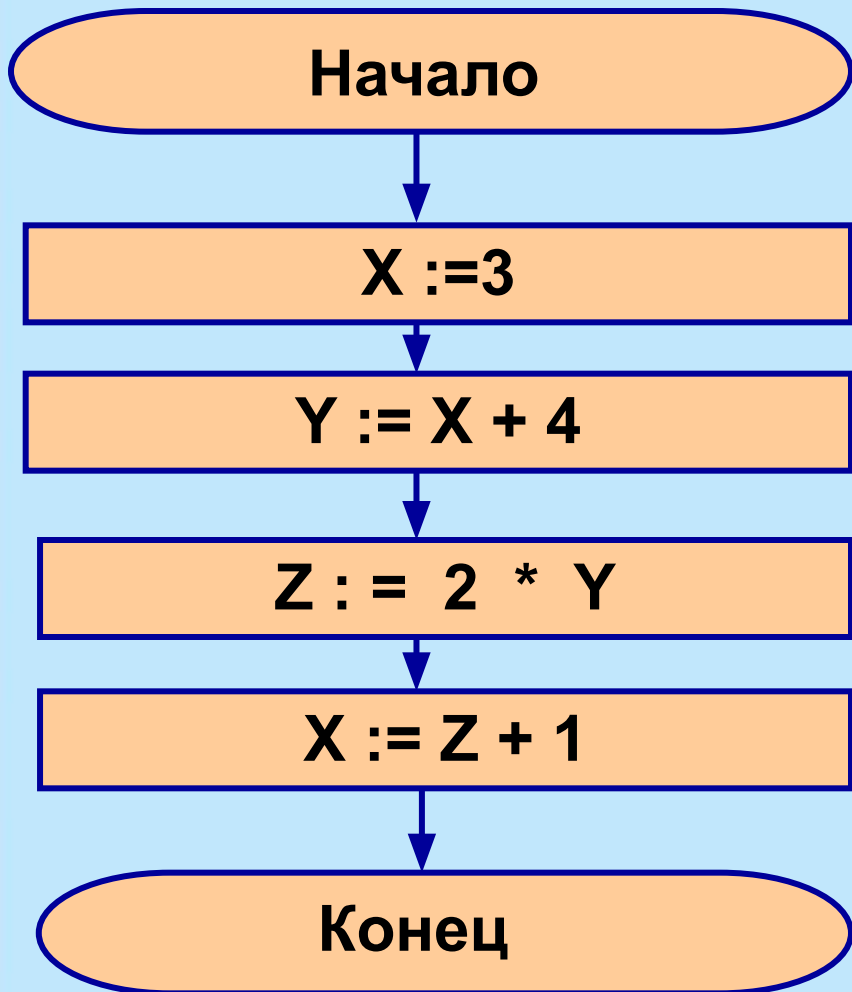 Начало
X :=3
Y := X + 4
Z : = 2 * Y
X := Z + 1
Конец